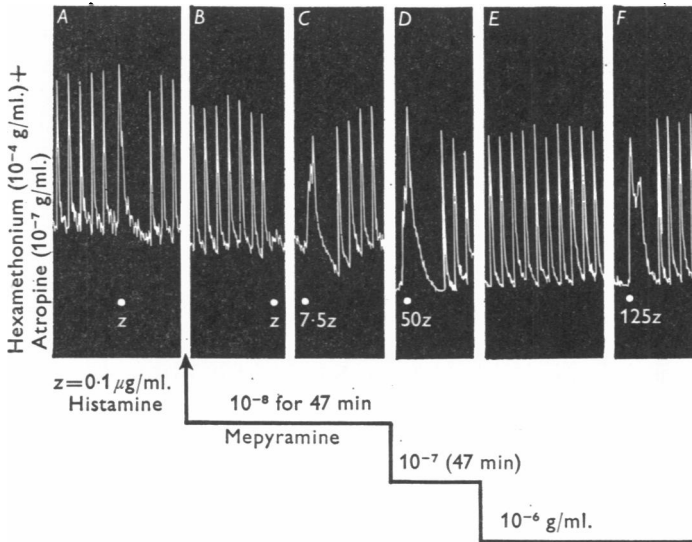 A B C D E F
Hexamethonium (10⁻⁴ g/ml.)+
Atropine (10⁻⁷ g/ml.)
z z 7·5z 50z 125z
z=0·1 μg/ml.
Histamine
10⁻⁸ for 47 min
Mepyramine
10⁻⁷ (47 min)
10⁻⁶ g/ml.